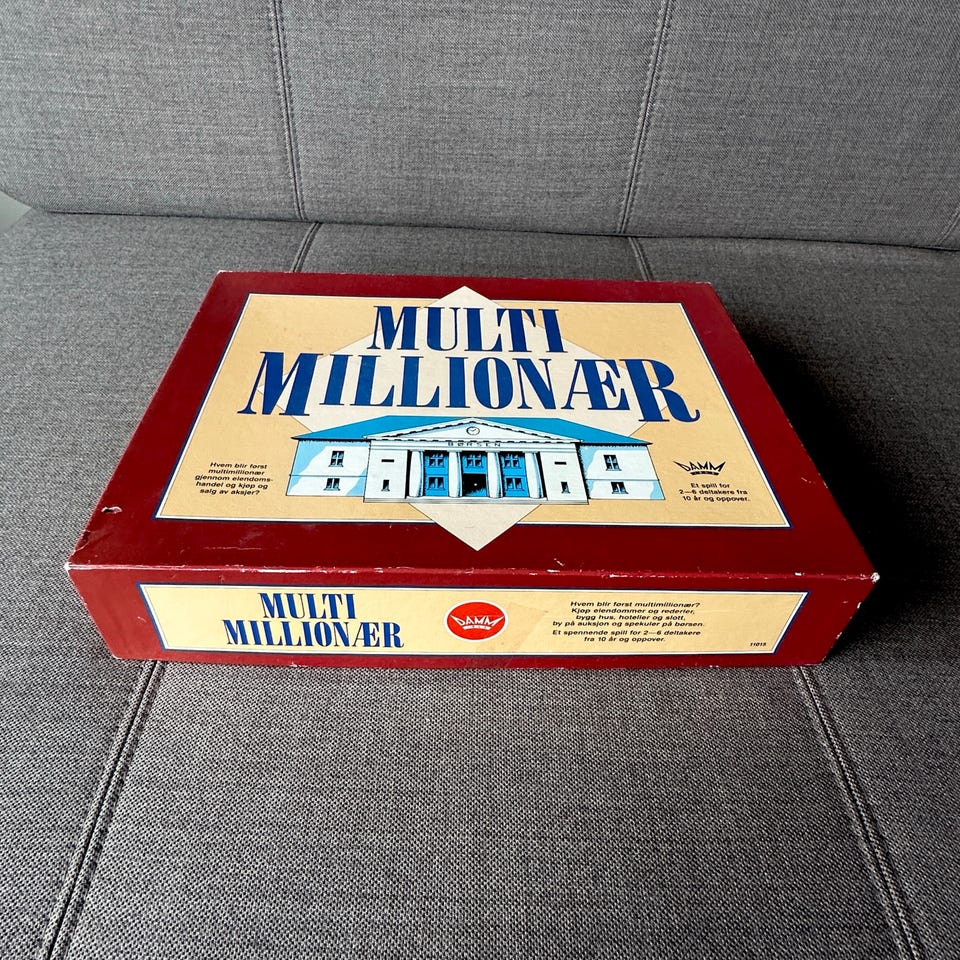 MULTI
MILLIONÆR
BØRSEN
Hvem blir først
multimillionær
gjennom eiendoms-
handel og kjøp og
salg av aksjer?
DAMM
Et spill for
2—6 deltakere fra
10 år og oppover.
MULTI
MILLIONÆR
DAMM
Hvem blir først multimillionær?
Kjøp eiendommer og rederier,
bygg hus, hoteller og slott,
by på auksjon og spekuler på børsen.
Et spennende spill for 2—6 deltakere
fra 10 år og oppover.
11015